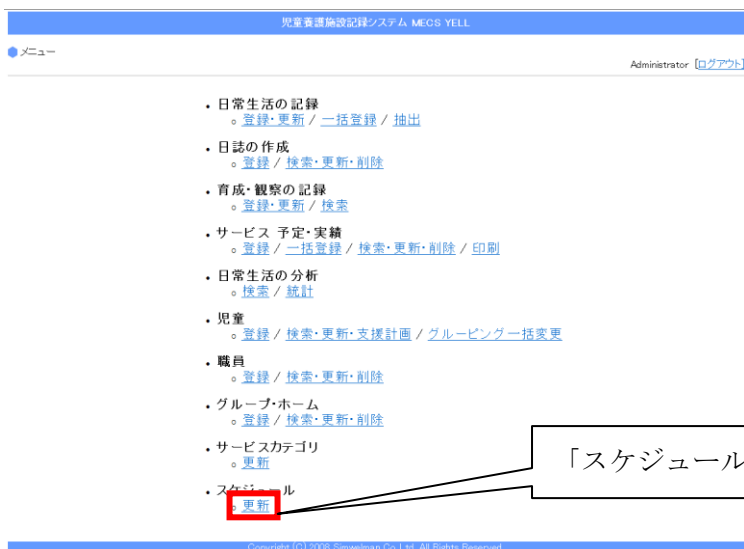 児童養護施設記録システム MECS YELL
メニュー
Administrator [ログアウト]
日常生活の記録
登録・更新 / 一括登録 / 抽出
日誌の作成
登録 / 検索・更新・削除
育成・観察の記録
登録・更新 / 検索
サービス 予定・実績
登録 / 一括登録 / 検索・更新・削除 / 印刷
日常生活の分析
検索 / 統計
児童
登録 / 検索・更新・支援計画 / グルーピング一括変更
職員
登録 / 検索・更新・削除
グループ・ホーム
登録 / 検索・更新・削除
サービスカテゴリ
更新
「スケジュール
スケジュール
更新
Copyright (C) 2008 Simwelman Co.,Ltd. All Rights Reserved.